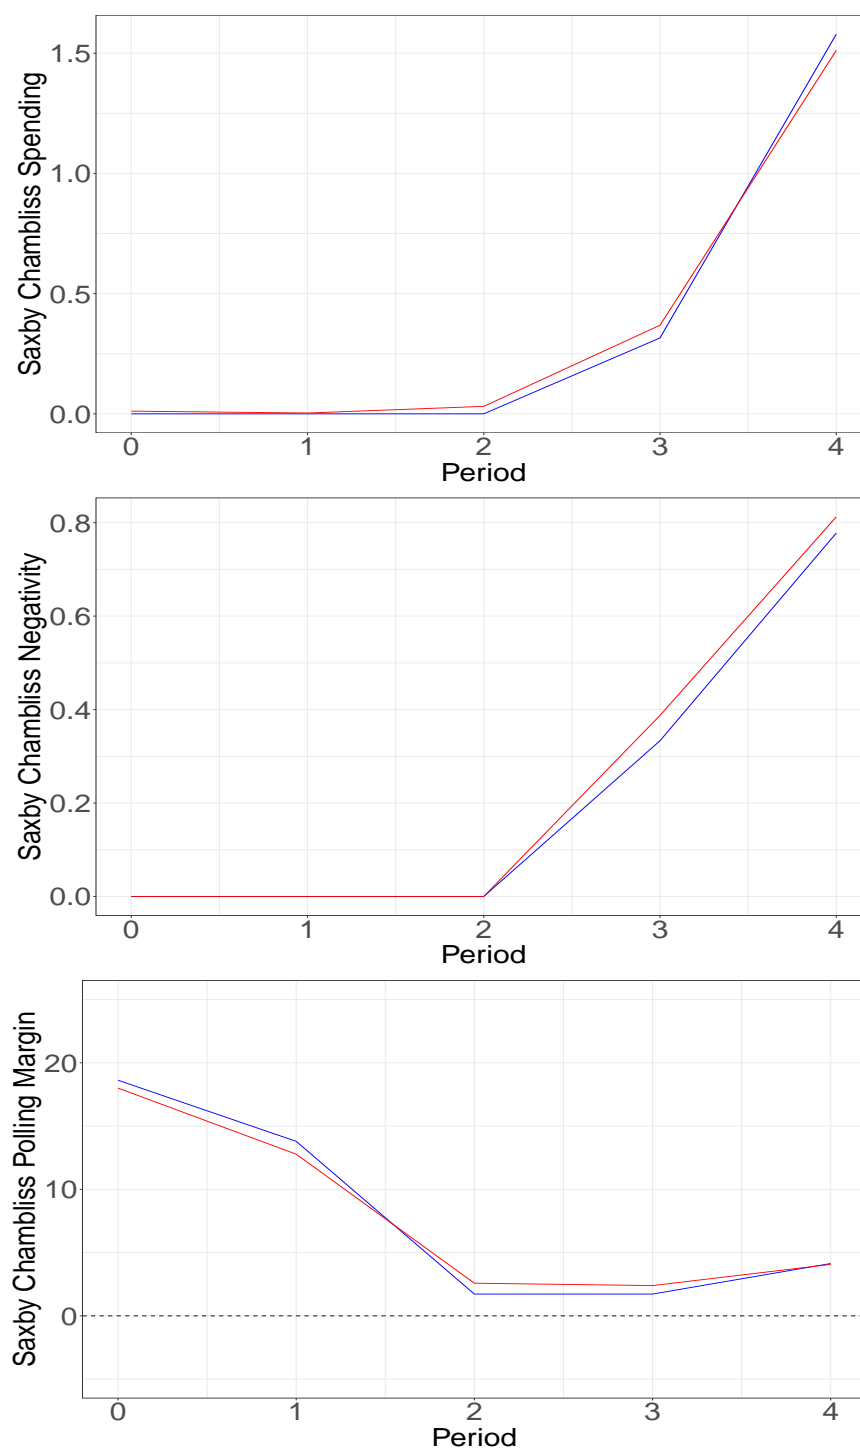 Saxby Chambliss Spending
1.5
1.0
0.5
0.0
0 1 2 3 4
Period
Saxby Chambliss Negativity
0.8
0.6
0.4
0.2
0.0
0 1 2 3 4
Period
Saxby Chambliss Polling Margin
20
10
0
0 1 2 3 4
Period